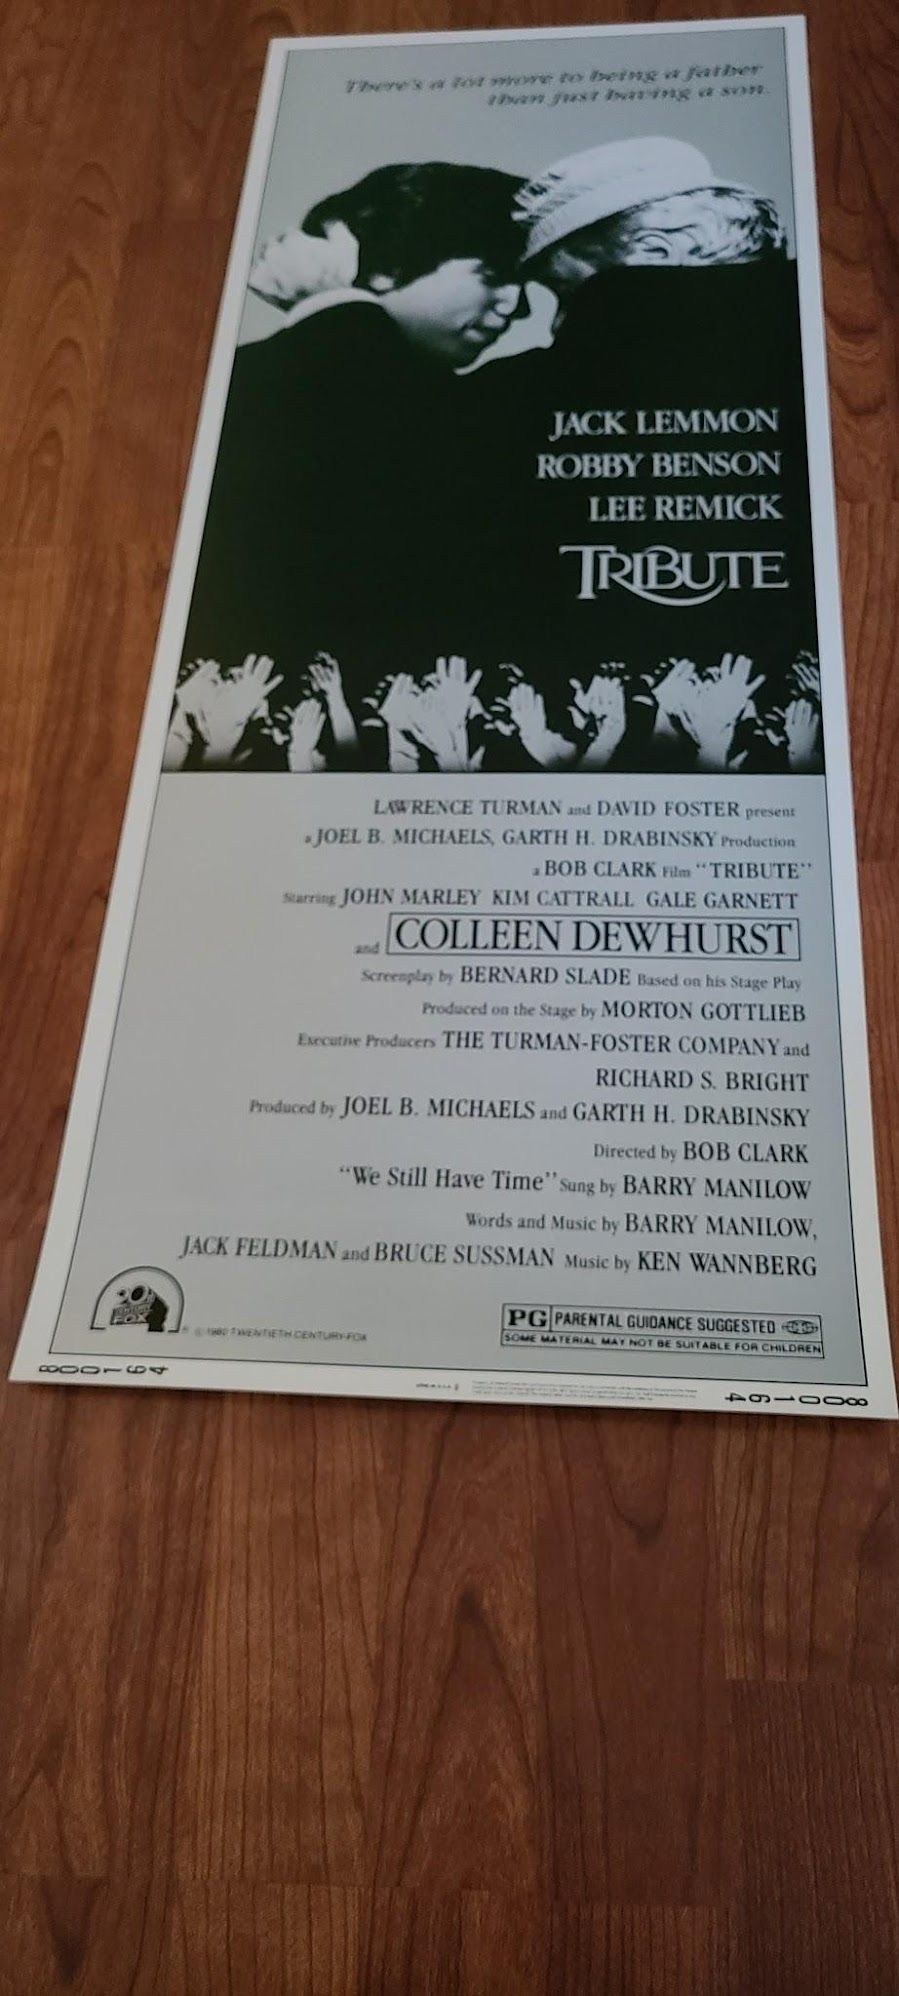 There's a lot more to being a father
than just having a son.
JACK LEMMON
ROBBY BENSON
LEE REMICK
TRIBUTE
LAWRENCE TURMAN and DAVID FOSTER present
a JOEL B. MICHAELS, GARTH H. DRABINSKY Production
a BOB CLARK Film "TRIBUTE"
Starring JOHN MARLEY KIM CATTRALL GALE GARNETT
and COLLEEN DEWHURST
Screenplay by BERNARD SLADE Based on his Stage Play
Produced on the Stage by MORTON GOTTLIEB
Executive Producers THE TURMAN-FOSTER COMPANY and
RICHARD S. BRIGHT
Produced by JOEL B. MICHAELS and GARTH H. DRABINSKY
Directed by BOB CLARK
"We Still Have Time" Sung by BARRY MANILOW
Words and Music by BARRY MANILOW,
JACK FELDMAN and BRUCE SUSSMAN Music by KEN WANNBERG
FOX ® © 1980 TWENTIETH CENTURY-FOX
PG PARENTAL GUIDANCE SUGGESTED
SOME MATERIAL MAY NOT BE SUITABLE FOR CHILDREN
800164
800164